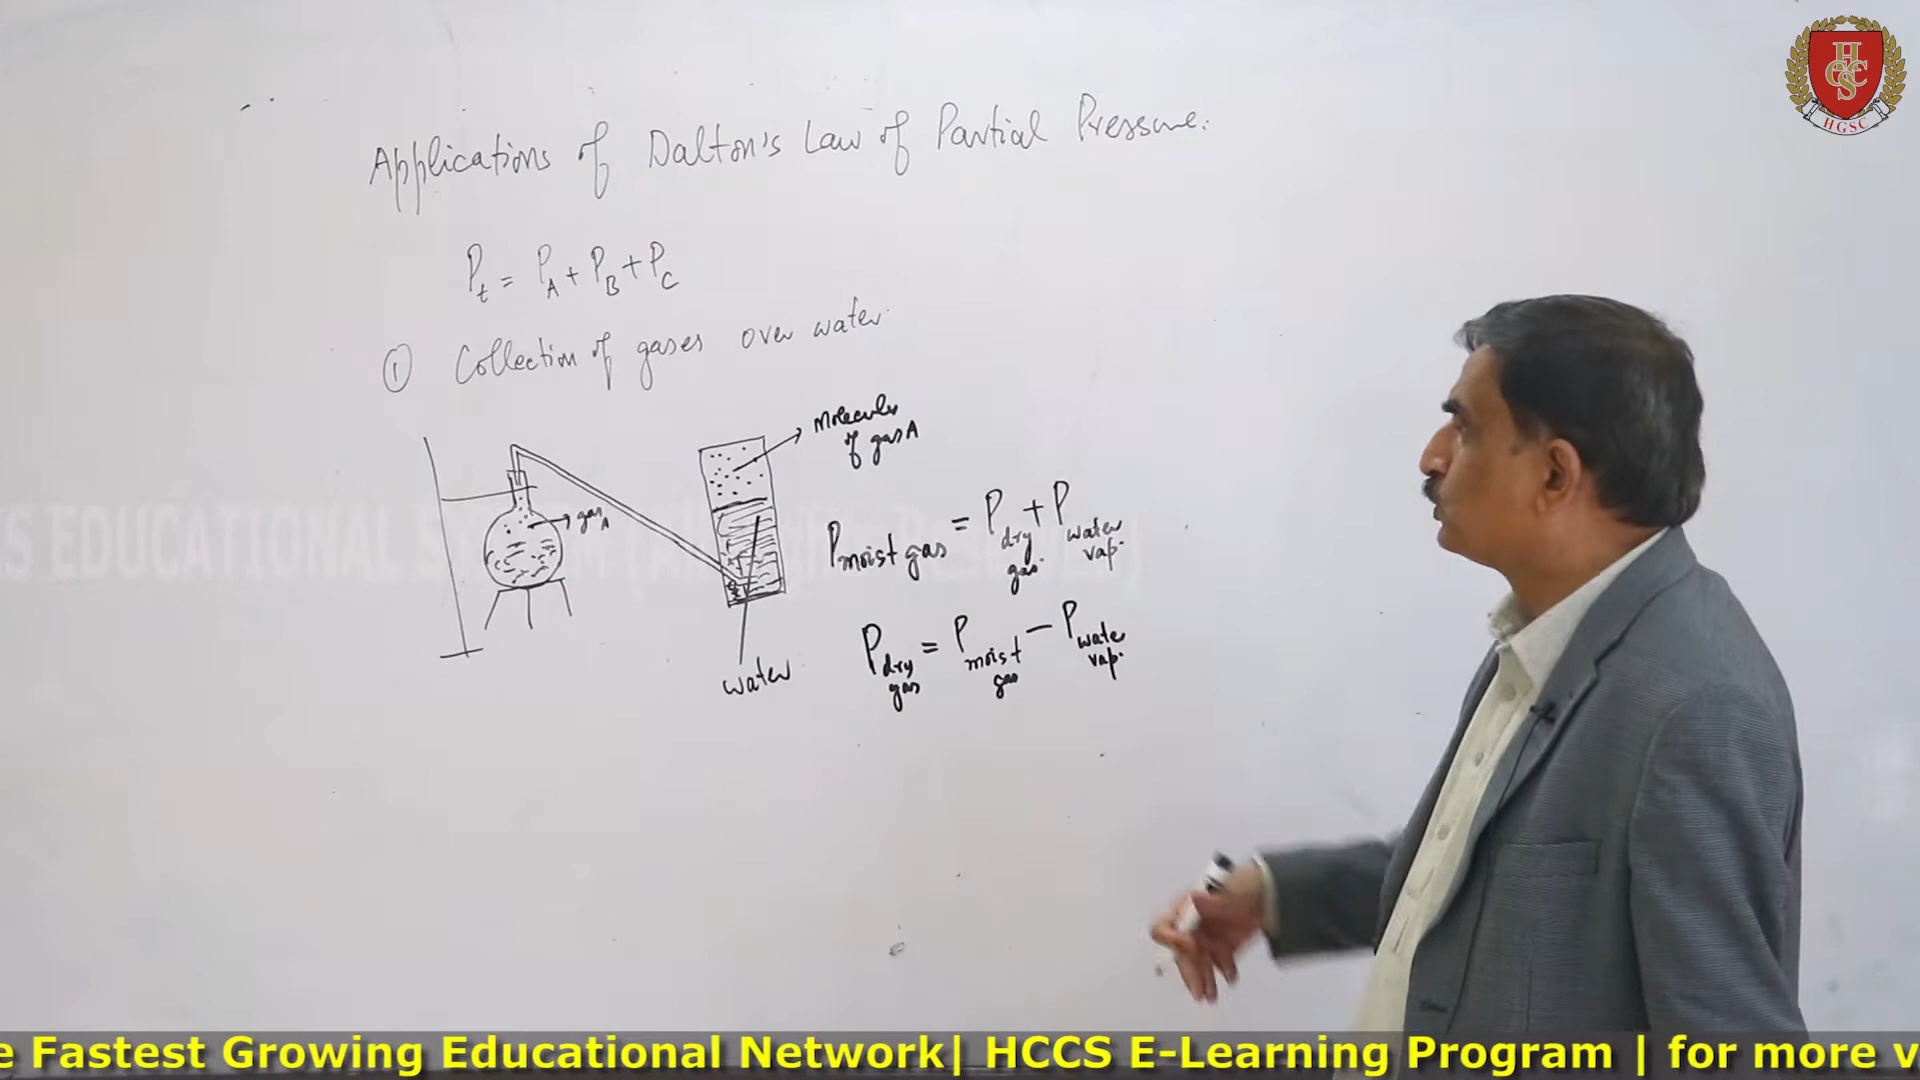 HCCS
HGSC
Applications of Dalton's Law of Partial Pressure.
Pt = PA + PB + PC
① Collection of gases over water
Molecules of gas A
gas A
P moist gas = P dry gas + P water vap.
P dry gas = P moist gas - P water vap.
water
S EDUCATIONAL
e Fastest Growing Educational Network| HCCS E-Learning Program | for more v